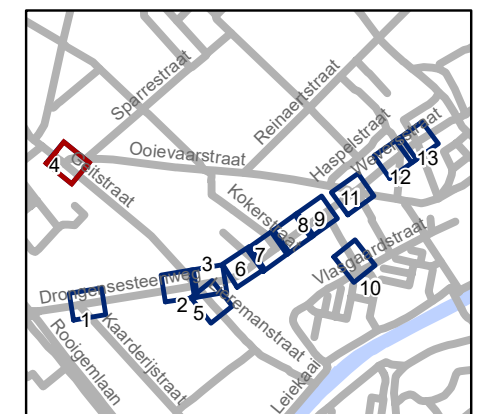 Sparrestraat
Reinaertstraat
Haspelstraat
Weverstraat
13
12
4
Geitstraat
Ooievaarstraat
Kokerstraat
11
8
9
7
6
3
Vlasgaardstraat
10
Drongensesteenweg
2
5
1
Rooigemlaan
Kaarderijstraat
Leiekaai